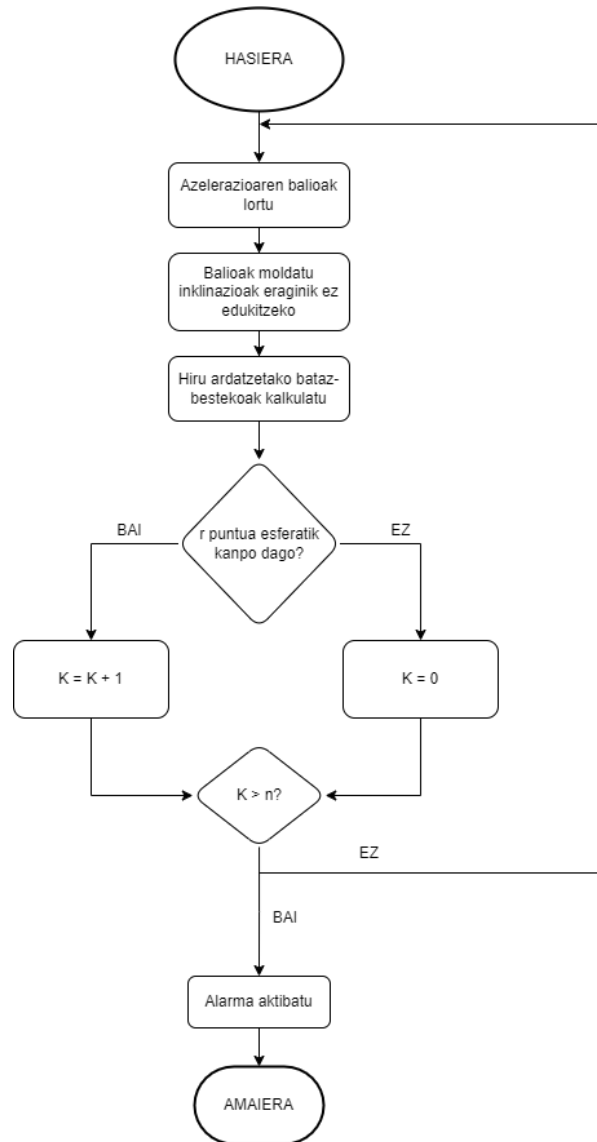 HASIERA
Azelerazioaren balioak
lortu
Balioak moldatu
inklinazioak eraginik ez
edukitzeko
Hiru ardatzetako bataz-
bestekoak kalkulatu
r puntua esferatik
kanpo dago?
BAI
EZ
K = K + 1
K = 0
K > n?
EZ
BAI
Alarma aktibatu
AMAIERA